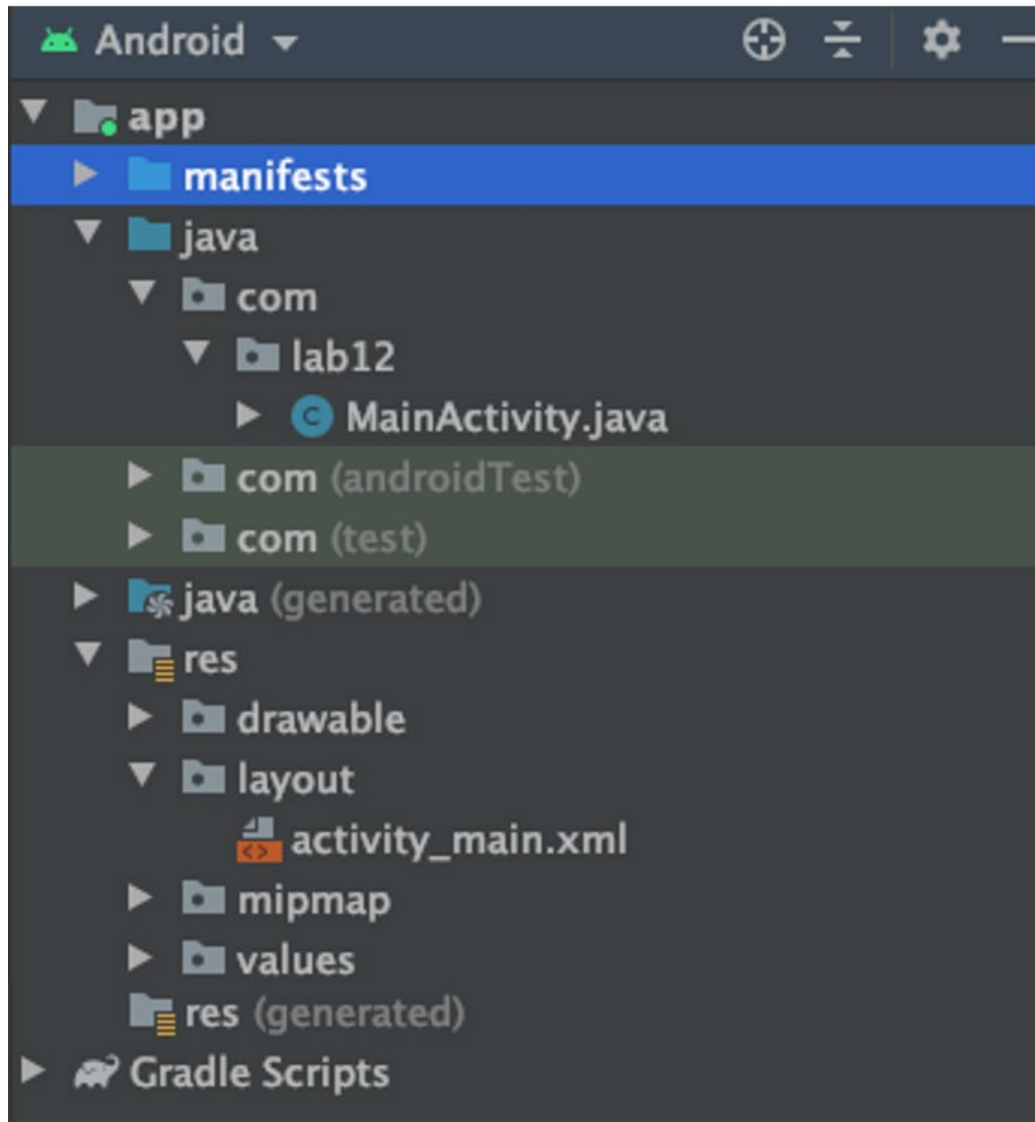 Android
app
manifests
java
com
lab12
C MainActivity.java
com (androidTest)
com (test)
java (generated)
res
drawable
layout
<> activity_main.xml
mipmap
values
res (generated)
Gradle Scripts